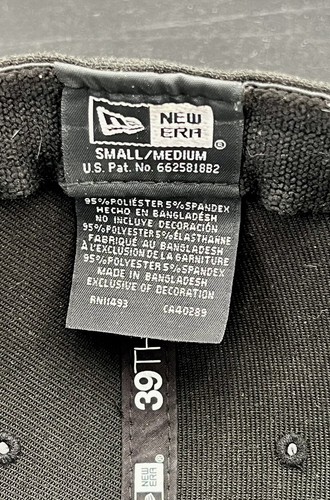 NEW
ERA®
SMALL/MEDIUM
U.S. Pat. No. 6625818B2
95%POLIÉSTER 5%SPANDEX
HECHO EN BANGLADESH
NO INCLUYE DECORACIÓN
95%POLYESTER 5%ÉLASTHANNE
FABRIQUÉ AU BANGLADESH
À L'EXCLUSION DE LA GARNITURE
95%POLYESTER 5%SPANDEX
MADE IN BANGLADESH
EXCLUSIVE OF DECORATION
RN11493 CA40289
39TH
NEW
ERA